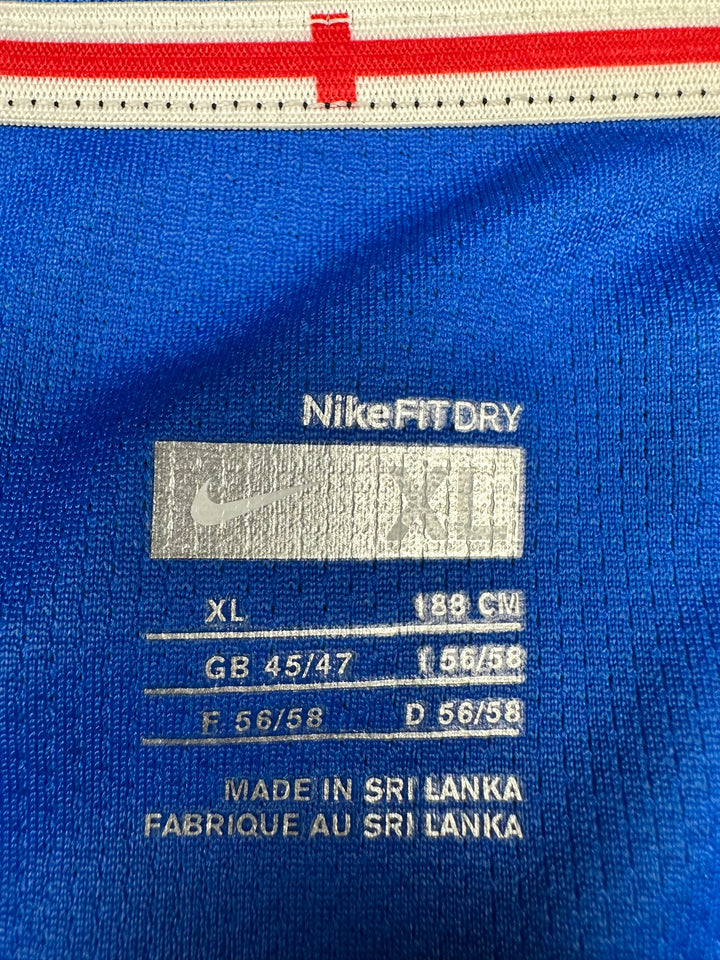 NikeFITDRY
XL
XL 188 CM
GB 45/47 I 56/58
F 56/58 D 56/58
MADE IN SRI LANKA
FABRIQUE AU SRI LANKA